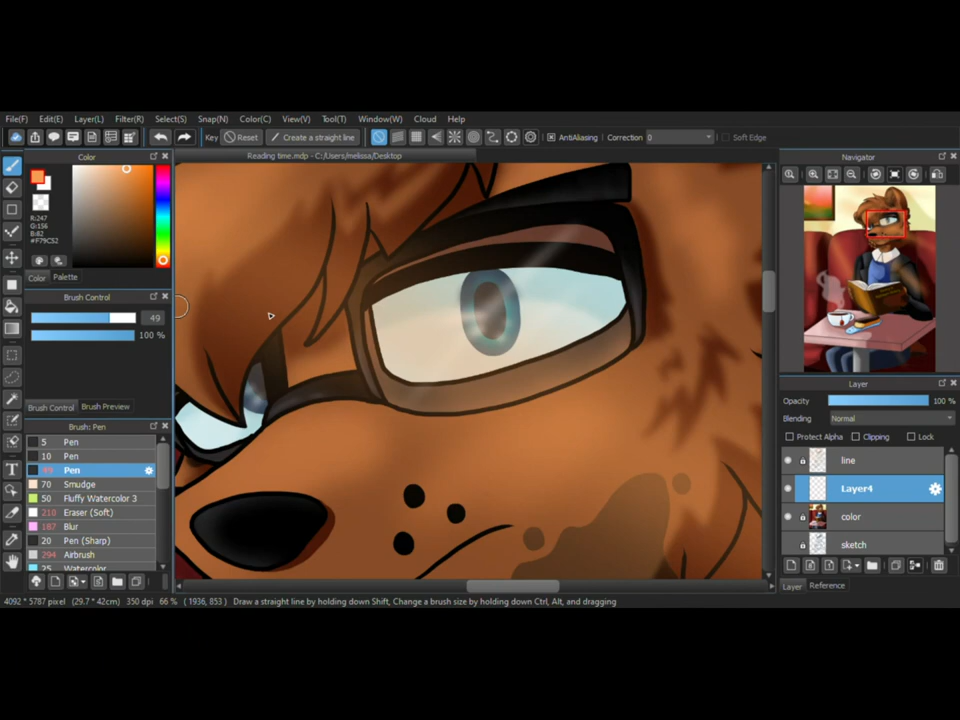 File(F) Edit(E) Layer(L) Filter(R) Select(S) Snap(N) Color(C) View(V) Tool(T) Window(W) Cloud Help
Key Reset Create a straight line AntiAliasing Correction 0 Soft Edge
Color
Reading time.mdp - C:/Users/melissa/Desktop
Navigator
R:247
G:156
B:82
#F79C52
Color Palette
Brush Control
49
100 %
Brush Control Brush Preview
Brush: Pen
5 Pen
10 Pen
49 Pen
70 Smudge
50 Fluffy Watercolor 3
210 Eraser (Soft)
187 Blur
20 Pen (Sharp)
294 Airbrush
25 Watercolor
T
Layer
Opacity 100 %
Blending Normal
Protect Alpha Clipping Lock
line
Layer4
color
sketch
Layer Reference
4092 * 5787 pixel (29.7 * 42cm) 350 dpi 66 % ( 1936, 853 ) Draw a straight line by holding down Shift, Change a brush size by holding down Ctrl, Alt, and dragging